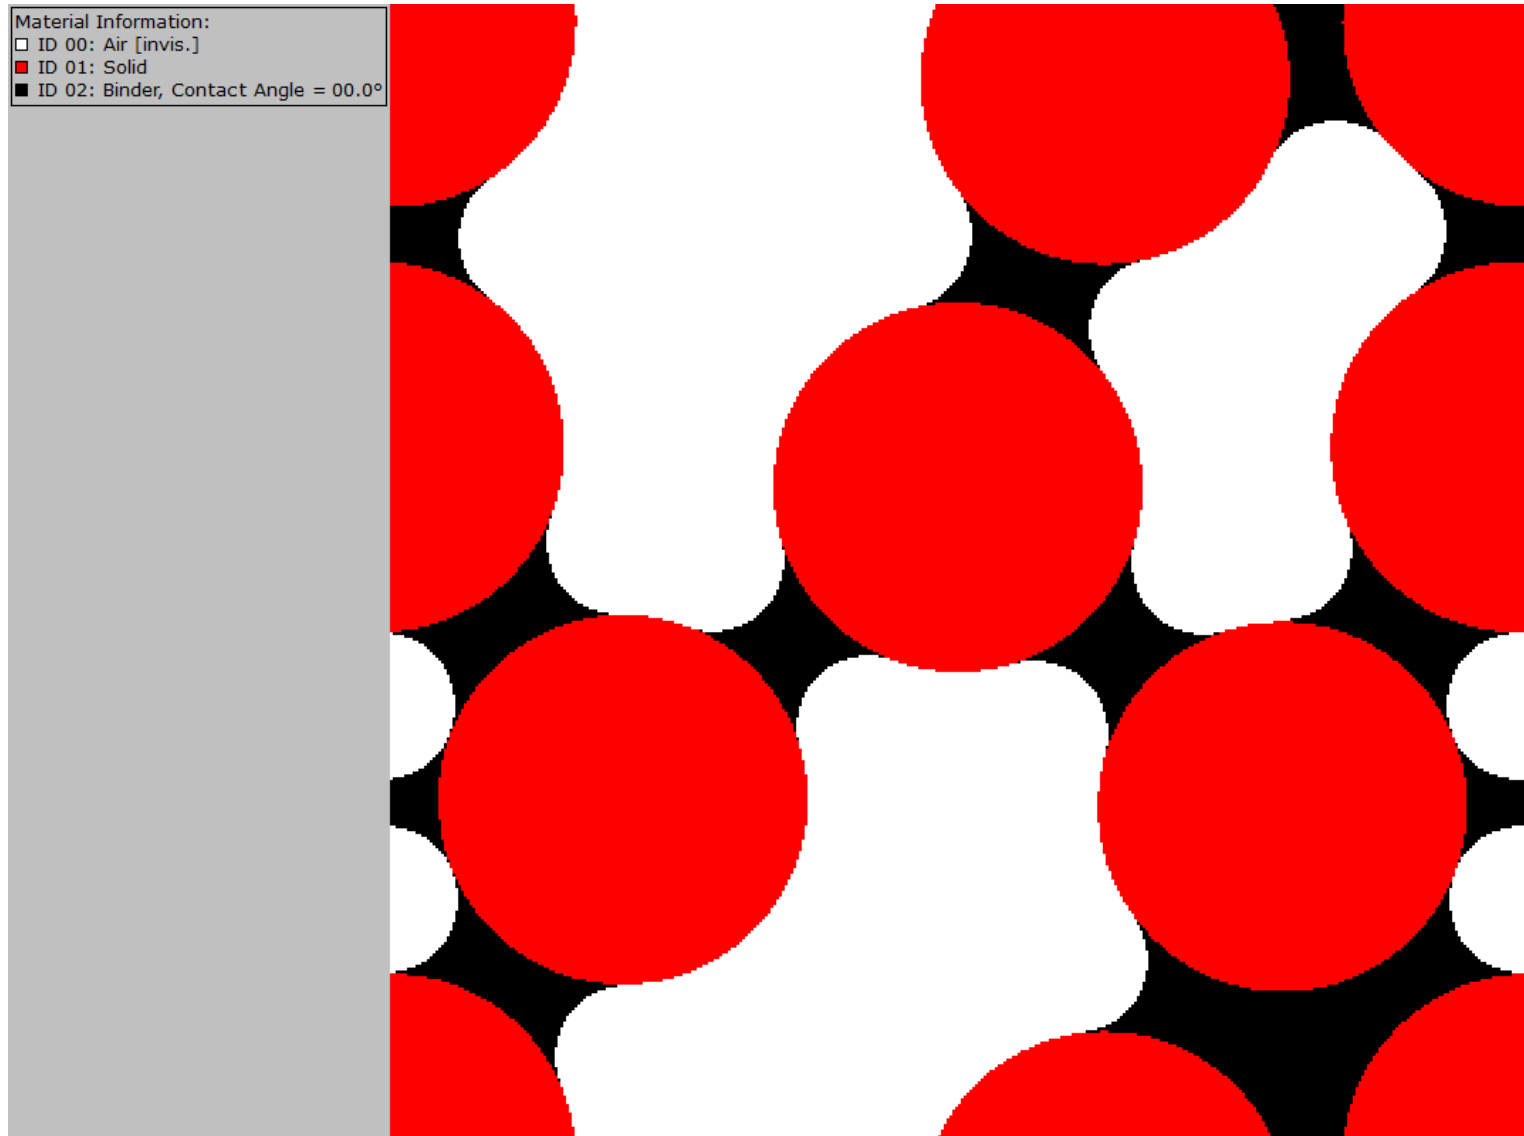 Material Information:
ID 00: Air [invis.]
ID 01: Solid
ID 02: Binder, Contact Angle = 00.0°